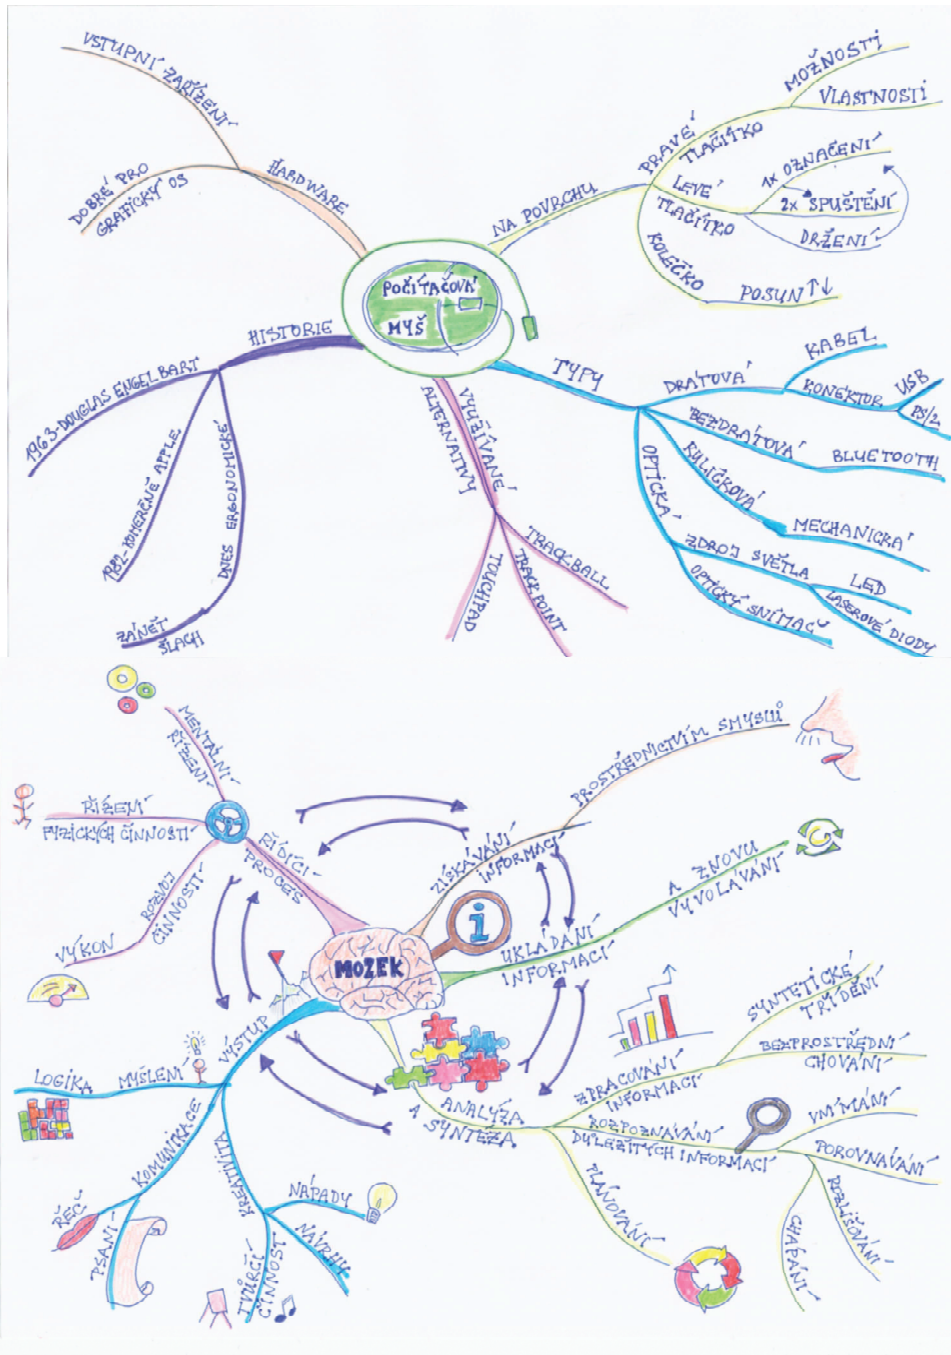 VSTUPNÍ ZAŘÍZENÍ
DOBRÉ PRO
GRAFICKÝ OS
HARDWARE
NA POVRCHU
PRAVÉ
TLAČÍTKO
MOŽNOSTI
VLASTNOSTI
LEVÉ
TLAČÍTKO
1X OZNAČENÍ
2X SPUŠTĚNÍ
DRŽENÍ
KOLEČKO
POSUN ↑↓
POČÍTAČOVÁ
MYŠ
HISTORIE
1963-DOUGLAS ENGELBART
1982-KOMERČNĚ APPLE
DNES ERGONOMICKÉ
ZÁNĚT
ŠLACH
VYUŽÍVANÉ
ALTERNATIVY
TOUCHPAD
TRACKPOINT
TRACKBALL
TYPY
DRÁTOVÁ
KABEL
KONEKTOR
USB
PS/2
BEZDRÁTOVÁ
BLUETOOTH
KULIČKOVÁ
MECHANICKÁ
OPTICKÁ
ZDROJ SVĚTLA
LED
LASEROVÉ DIODY
OPTICKÝ SNÍMAČ
MENTÁLNÍ
ŘÍZENÍ
ŘÍZENÍ
FYZICKÝCH ČINNOSTÍ
ROZVOJ
ČINNOSTÍ
VÝKON
ŘÍDÍCÍ
PROCES
ZÍSKÁVÁNÍ
INFORMACÍ
PROSTŘEDNICTVÍM SMYSLŮ
i
MOZEK
UKLÁDÁNÍ
INFORMACÍ
A ZNOVU
VYVOLÁVÁNÍ
VÝSTUP
MYŠLENÍ
LOGIKA
KOMUNIKACE
ŘEČ
PSANÍ
KREATIVITA
NÁPADY
NÁVRHY
TVŮRČÍ
ČINNOST
ANALÝZA
A SYNTÉZA
ZPRACOVÁNÍ
INFORMACÍ
SYNTETICKÉ
TŘÍDĚNÍ
BEZPROSTŘEDNÍ
CHOVÁNÍ
ROZPOZNÁVÁNÍ
DŮLEŽITÝCH INFORMACÍ
VNÍMÁNÍ
POROVNÁVÁNÍ
ROZLIŠOVÁNÍ
CHÁPÁNÍ
PLÁNOVÁNÍ